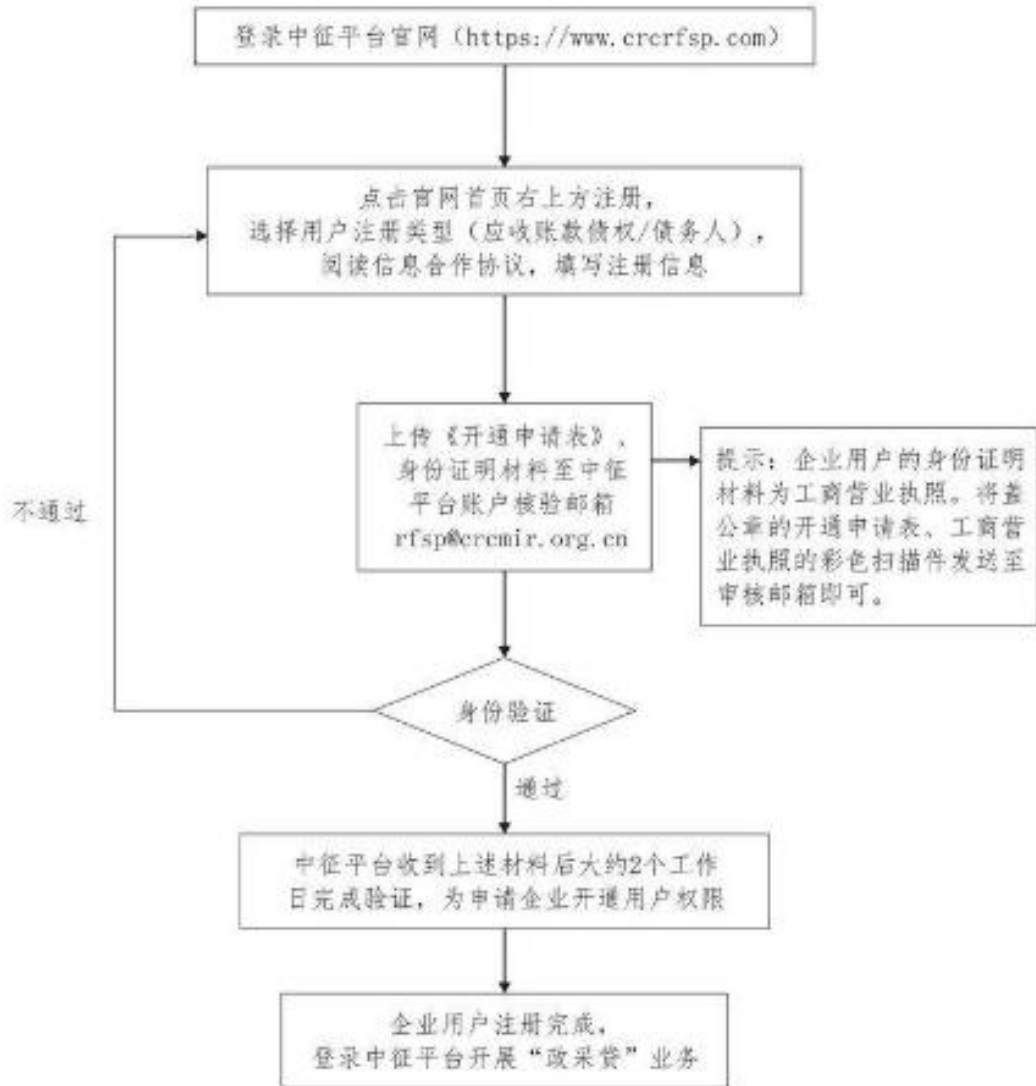 登录中征平台官网（https://www.crcrfsp.com）
点击官网首页右上方注册，
选择用户注册类型（应收账款债权/债务人），
阅读信息合作协议，填写注册信息
上传《开通申请表》、
身份证明材料至中征
平台账户核验邮箱
rfsp@crcmir.org.cn
提示：企业用户的身份证明
材料为工商营业执照。将盖
公章的开通申请表、工商营
业执照的彩色扫描件发送至
审核邮箱即可。
不通过
身份验证
通过
中征平台收到上述材料后大约2个工作
日完成验证，为申请企业开通用户权限
企业用户注册完成，
登录中征平台开展“政采贷”业务